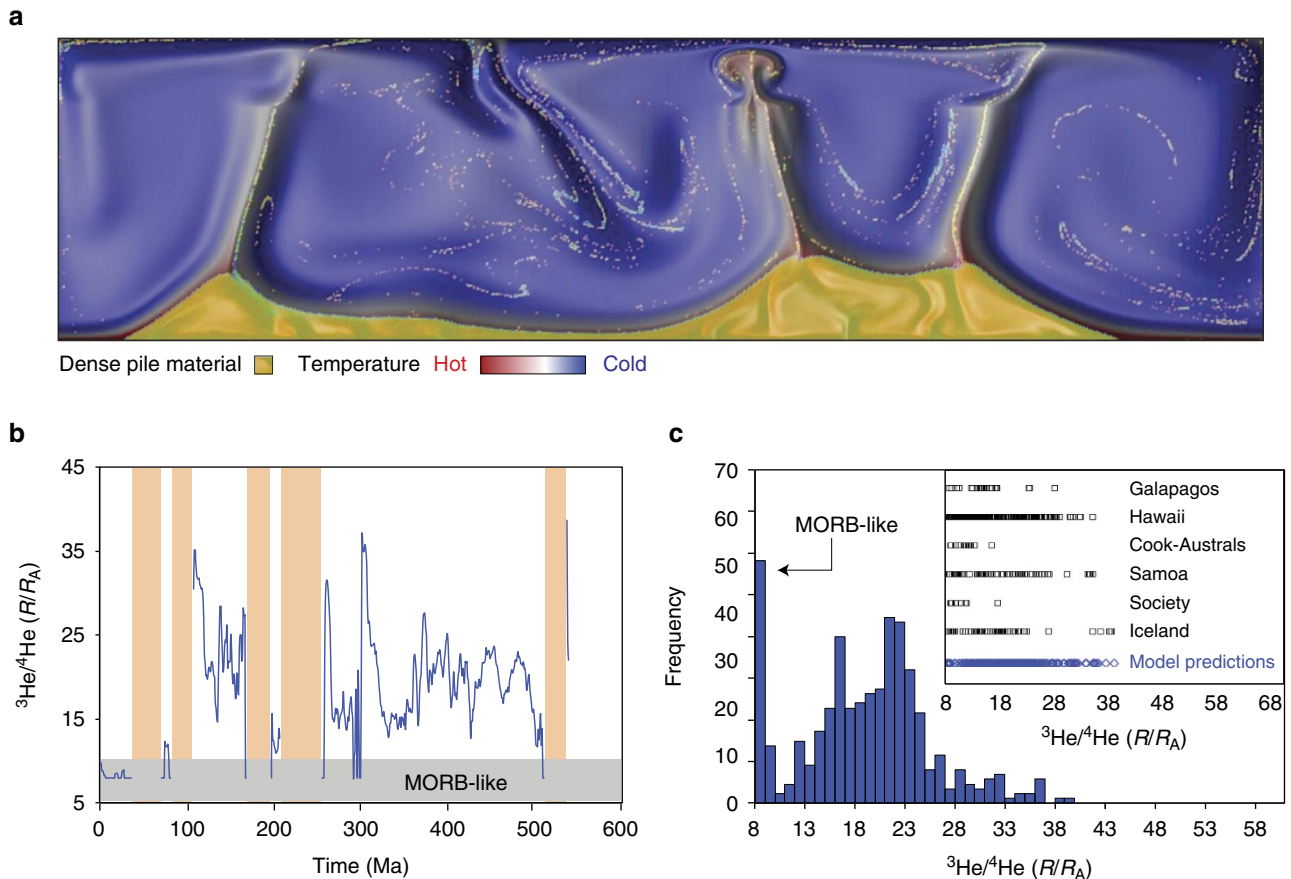 a
Dense pile material Temperature Hot Cold
b
45
35
25
15
5
³He/⁴He (R/R_A)
MORB-like
0 100 200 300 400 500 600
Time (Ma)
c
70
60
50
40
30
20
10
0
Frequency
MORB-like
Galapagos
Hawaii
Cook-Australs
Samoa
Society
Iceland
Model predictions
8 18 28 38 48 58 68
³He/⁴He (R/R_A)
8 13 18 23 28 33 38 43 48 53 58
³He/⁴He (R/R_A)